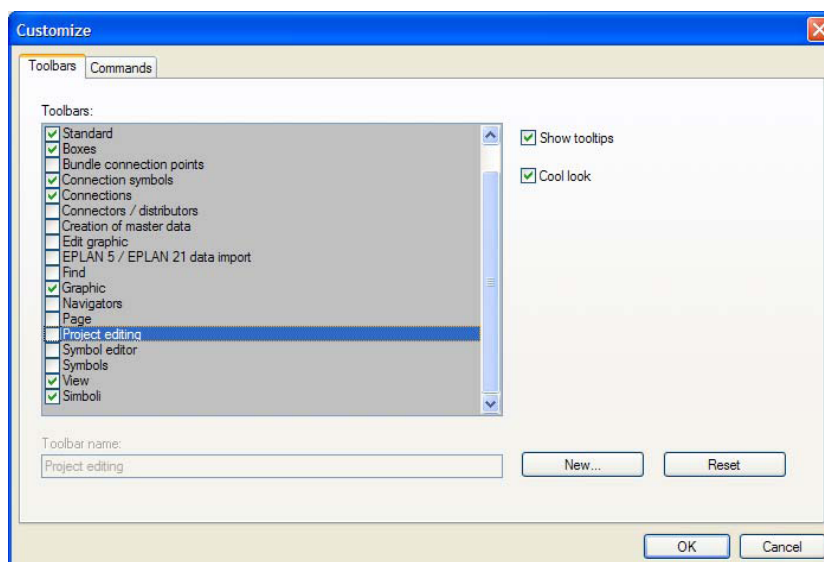 Customize
Toolbars
Commands
Toolbars:
Standard
Boxes
Bundle connection points
Connection symbols
Connections
Connectors / distributors
Creation of master data
Edit graphic
EPLAN 5 / EPLAN 21 data import
Find
Graphic
Navigators
Page
Project editing
Symbol editor
Symbols
View
Simboli
Show tooltips
Cool look
Toolbar name:
Project editing
New...
Reset
OK
Cancel